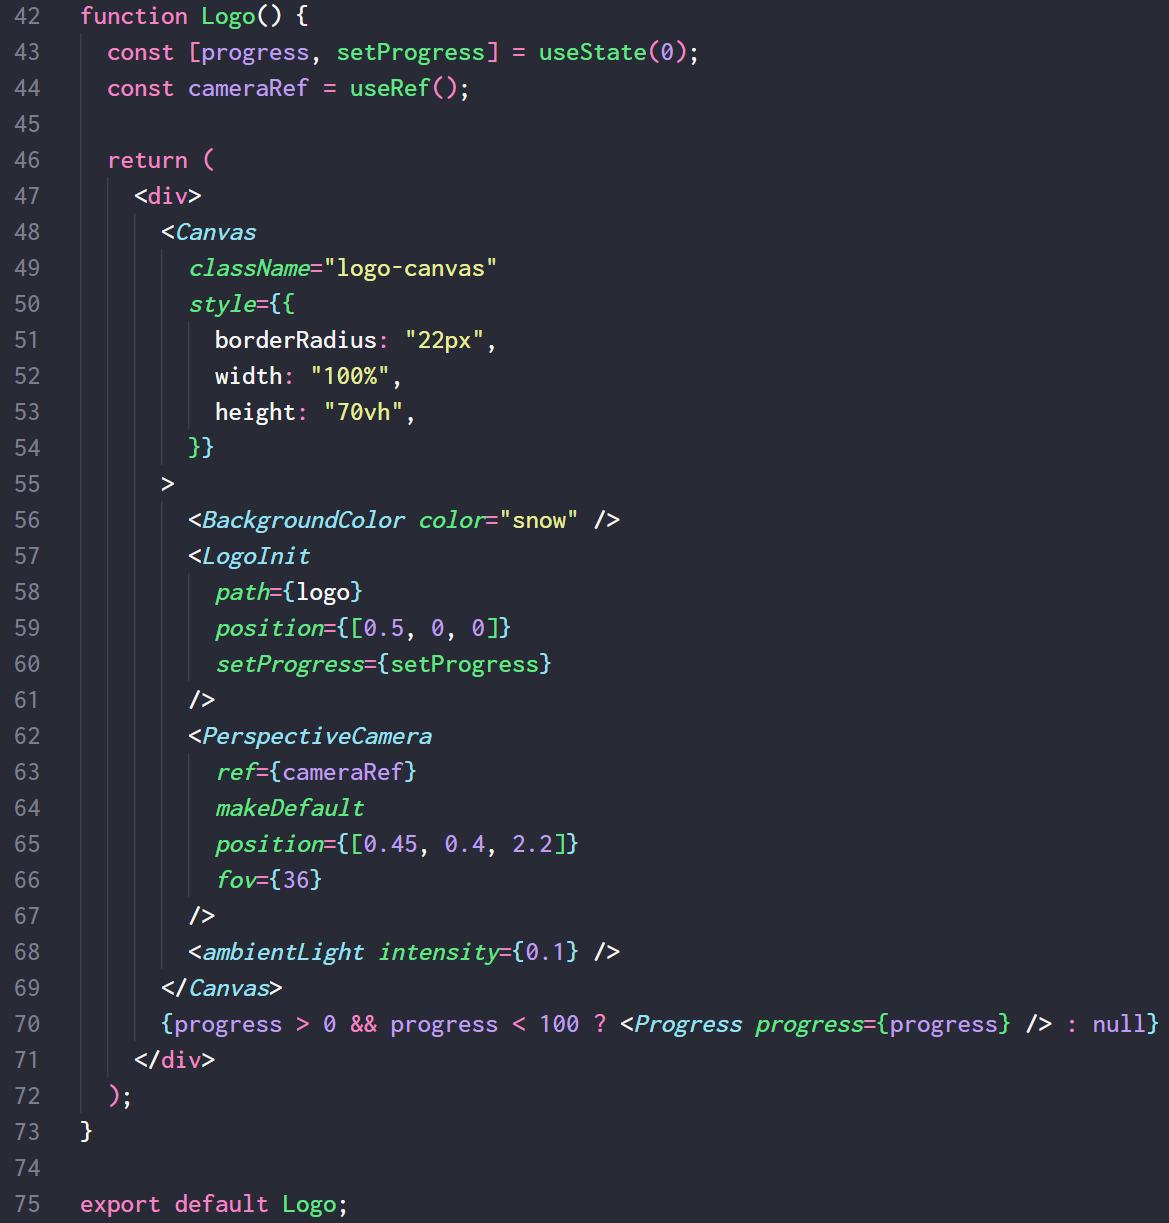 42 function Logo() {
43   const [progress, setProgress] = useState(0);
44   const cameraRef = useRef();
45
46   return (
47     <div>
48       <Canvas
49         className="logo-canvas"
50         style={{
51           borderRadius: "22px",
52           width: "100%",
53           height: "70vh",
54         }}
55       >
56         <BackgroundColor color="snow" />
57         <LogoInit
58           path={logo}
59           position={[0.5, 0, 0]}
60           setProgress={setProgress}
61         />
62         <PerspectiveCamera
63           ref={cameraRef}
64           makeDefault
65           position={[0.45, 0.4, 2.2]}
66           fov={36}
67         />
68         <ambientLight intensity={0.1} />
69       </Canvas>
70       {progress > 0 && progress < 100 ? <Progress progress={progress} /> : null}
71     </div>
72   );
73 }
74
75 export default Logo;